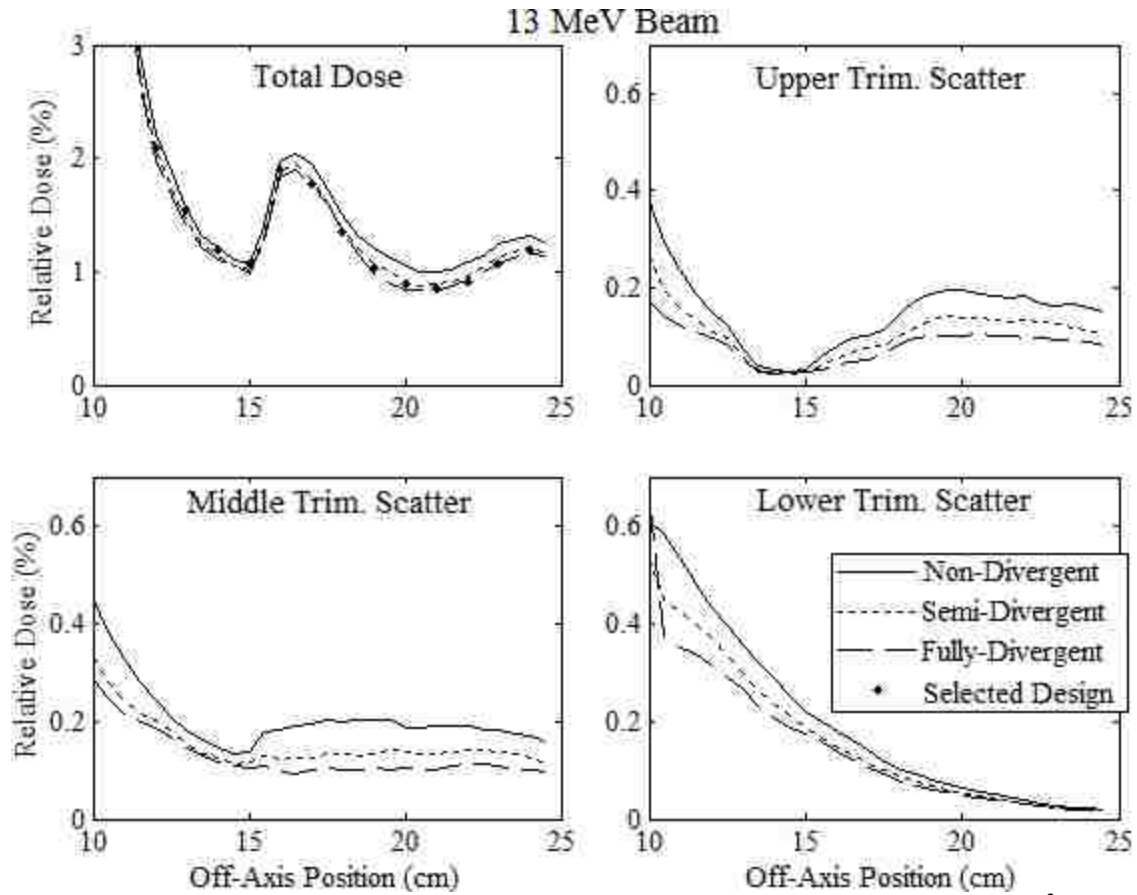 13 MeV Beam
Total Dose
Relative Dose (%)
3
2
1
0
10
15
20
25
Upper Trim. Scatter
0.6
0.4
0.2
0
10
15
20
25
Middle Trim. Scatter
Relative Dose (%)
0.6
0.4
0.2
0
10
15
20
25
Off-Axis Position (cm)
Lower Trim. Scatter
0.6
0.4
0.2
0
Non-Divergent
Semi-Divergent
Fully-Divergent
Selected Design
10
15
20
25
Off-Axis Position (cm)